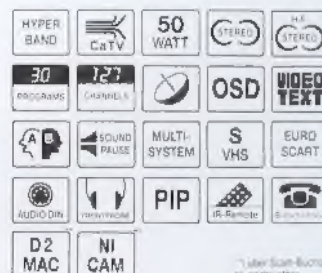 HYPER BAND
CaTV
50 WATT
STEREO
STEREO
30 PROGRAMS
127 CHANNELS
OSD
VIDEO TEXT
A B
SOUND PAUSE
MULTI- SYSTEM
S VHS
EURO SCART
AUDIO DIN
PIP
IR-Remote
D2 MAC
NI CAM